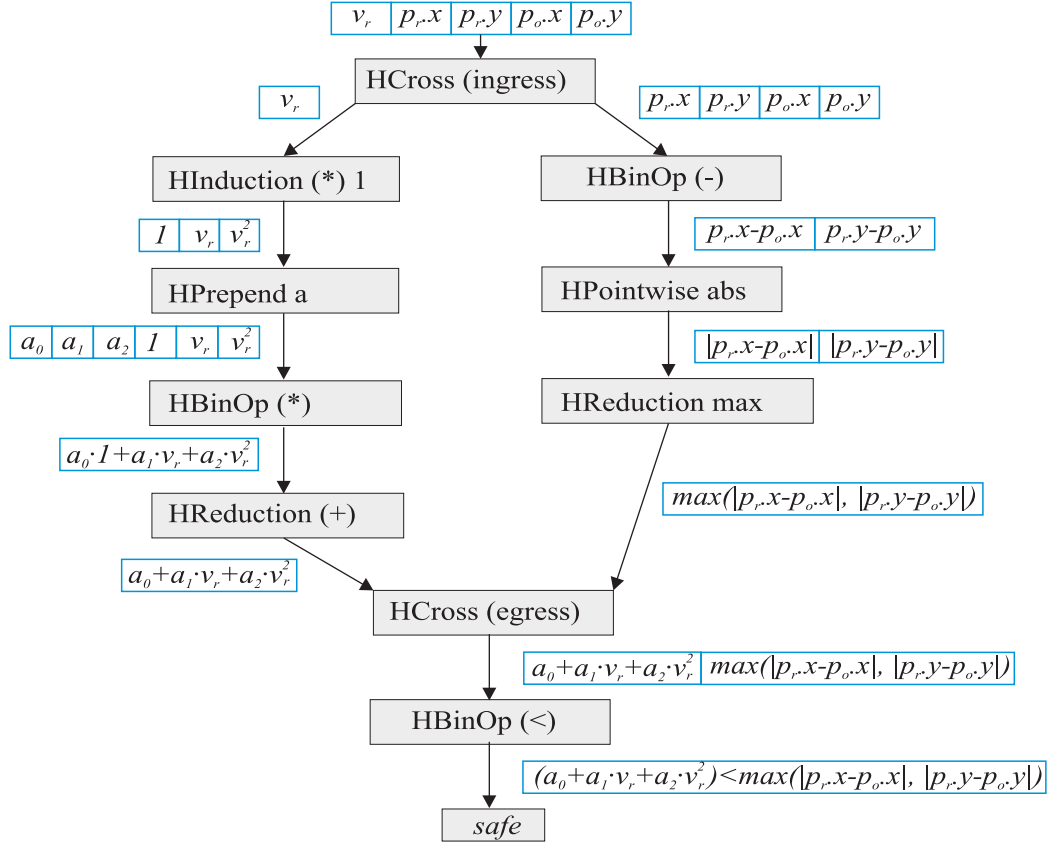 v_r p_r.x p_r.y p_o.x p_o.y
HCross (ingress)
v_r
p_r.x p_r.y p_o.x p_o.y
HInduction (*) 1
HBinOp (-)
1 v_r v_r^2
p_r.x-p_o.x p_r.y-p_o.y
HPrepend a
HPointwise abs
a_0 a_1 a_2 1 v_r v_r^2
|p_r.x-p_o.x| |p_r.y-p_o.y|
HBinOp (*)
HReduction max
a_0·1+a_1·v_r+a_2·v_r^2
max(|p_r.x-p_o.x|, |p_r.y-p_o.y|)
HReduction (+)
a_0+a_1·v_r+a_2·v_r^2
HCross (egress)
a_0+a_1·v_r+a_2·v_r^2 max(|p_r.x-p_o.x|, |p_r.y-p_o.y|)
HBinOp (<)
(a_0+a_1·v_r+a_2·v_r^2)<max(|p_r.x-p_o.x|, |p_r.y-p_o.y|)
safe